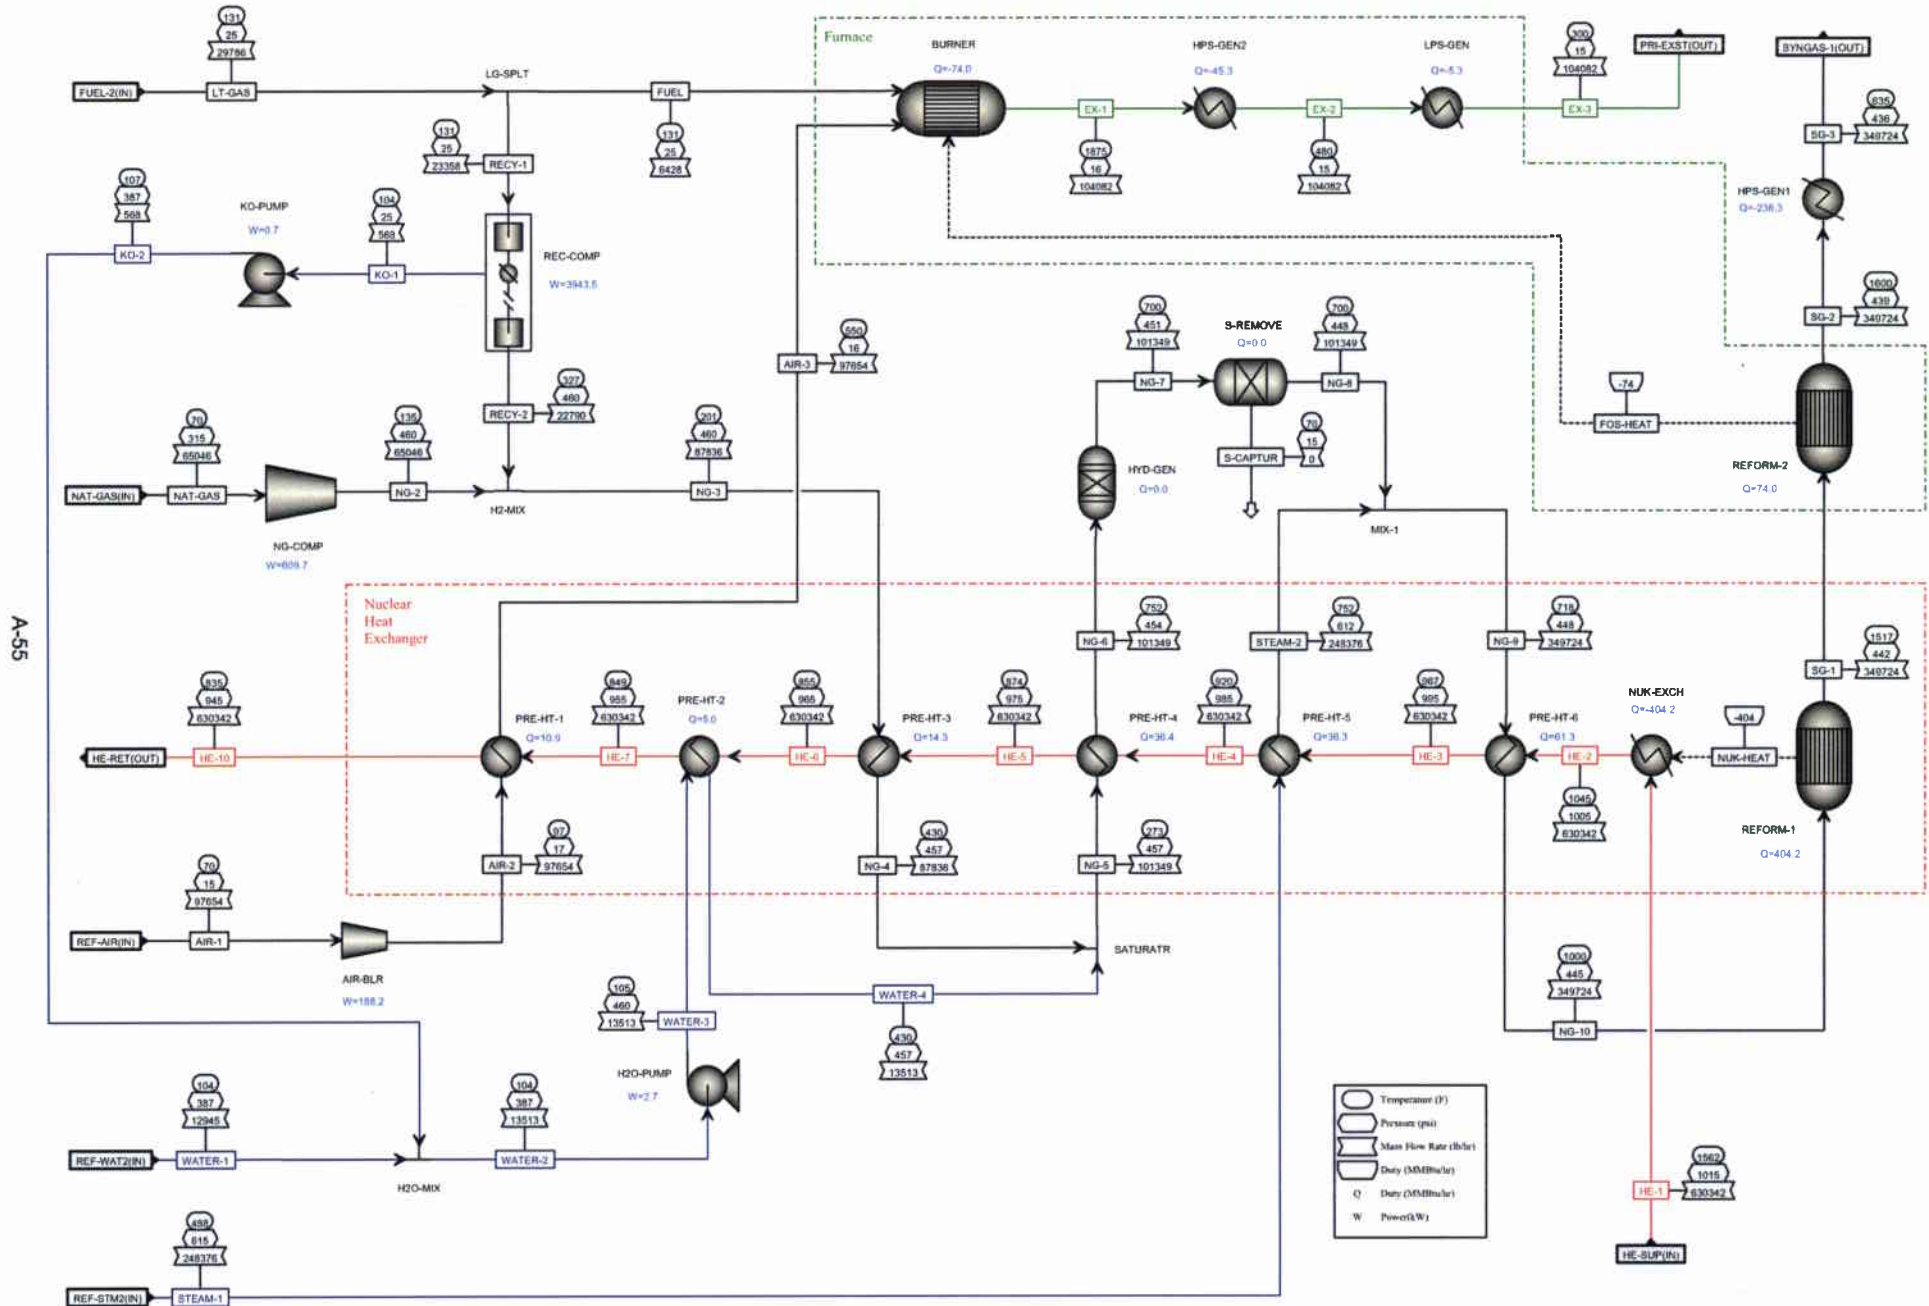 131
25
29786
FUEL-2(IN)
LT-GAS
LG-SPLT
FUEL
131
25
6428
131
25
23358
RECY-1
Furnace
BURNER
Q=-74.0
HPS-GEN2
Q=-45.3
LPS-GEN
Q=-5.3
300
15
104082
EX-1
EX-2
EX-3
1875
16
104082
480
15
104082
PRI-EXST(OUT)
SYNGAS-1(OUT)
635
436
349724
SG-3
HPS-GEN1
Q=-236.3
1600
439
349724
SG-2
107
387
568
KO-2
KO-PUMP
W=0.7
104
25
568
KO-1
REC-COMP
W=3943.5
327
460
22790
RECY-2
550
16
97654
AIR-3
700
451
101349
NG-7
S-REMOVE
Q=0.0
700
448
101349
NG-8
S-CAPTUR
70
15
0
HYD-GEN
Q=0.0
MIX-1
-74
FOS-HEAT
REFORM-2
Q=74.0
70
315
65046
NAT-GAS(IN)
NAT-GAS
NG-COMP
W=609.7
135
460
65046
NG-2
H2-MIX
201
460
87836
NG-3
A-55
Nuclear
Heat
Exchanger
835
945
630342
HE-RET(OUT)
HE-10
PRE-HT-1
Q=10.9
849
955
630342
HE-7
PRE-HT-2
Q=5.0
855
965
630342
HE-6
PRE-HT-3
Q=14.3
874
975
630342
HE-5
752
454
101349
NG-6
PRE-HT-4
Q=36.4
920
985
630342
HE-4
752
612
248376
STEAM-2
PRE-HT-5
Q=36.3
967
995
630342
HE-3
718
448
349724
NG-9
PRE-HT-6
Q=61.3
HE-2
1045
1005
630342
NUK-EXCH
Q=-404.2
-404
NUK-HEAT
1517
442
349724
SG-1
REFORM-1
Q=404.2
97
17
97654
AIR-2
430
457
87836
NG-4
273
457
101349
NG-5
70
15
97654
REF-AIR(IN)
AIR-1
AIR-BLR
W=188.2
SATURATR
WATER-4
430
457
13513
105
460
13513
WATER-3
H2O-PUMP
W=2.7
1000
445
349724
NG-10
104
387
12945
REF-WAT2(IN)
WATER-1
H2O-MIX
104
387
13513
WATER-2
498
615
248376
REF-STM2(IN)
STEAM-1
Temperature (F)
Pressure (psi)
Mass Flow Rate (lb/hr)
Duty (MMBtu/hr)
Q Duty (MMBtu/hr)
W Power(kW)
1562
1015
630342
HE-1
HE-SUP(IN)